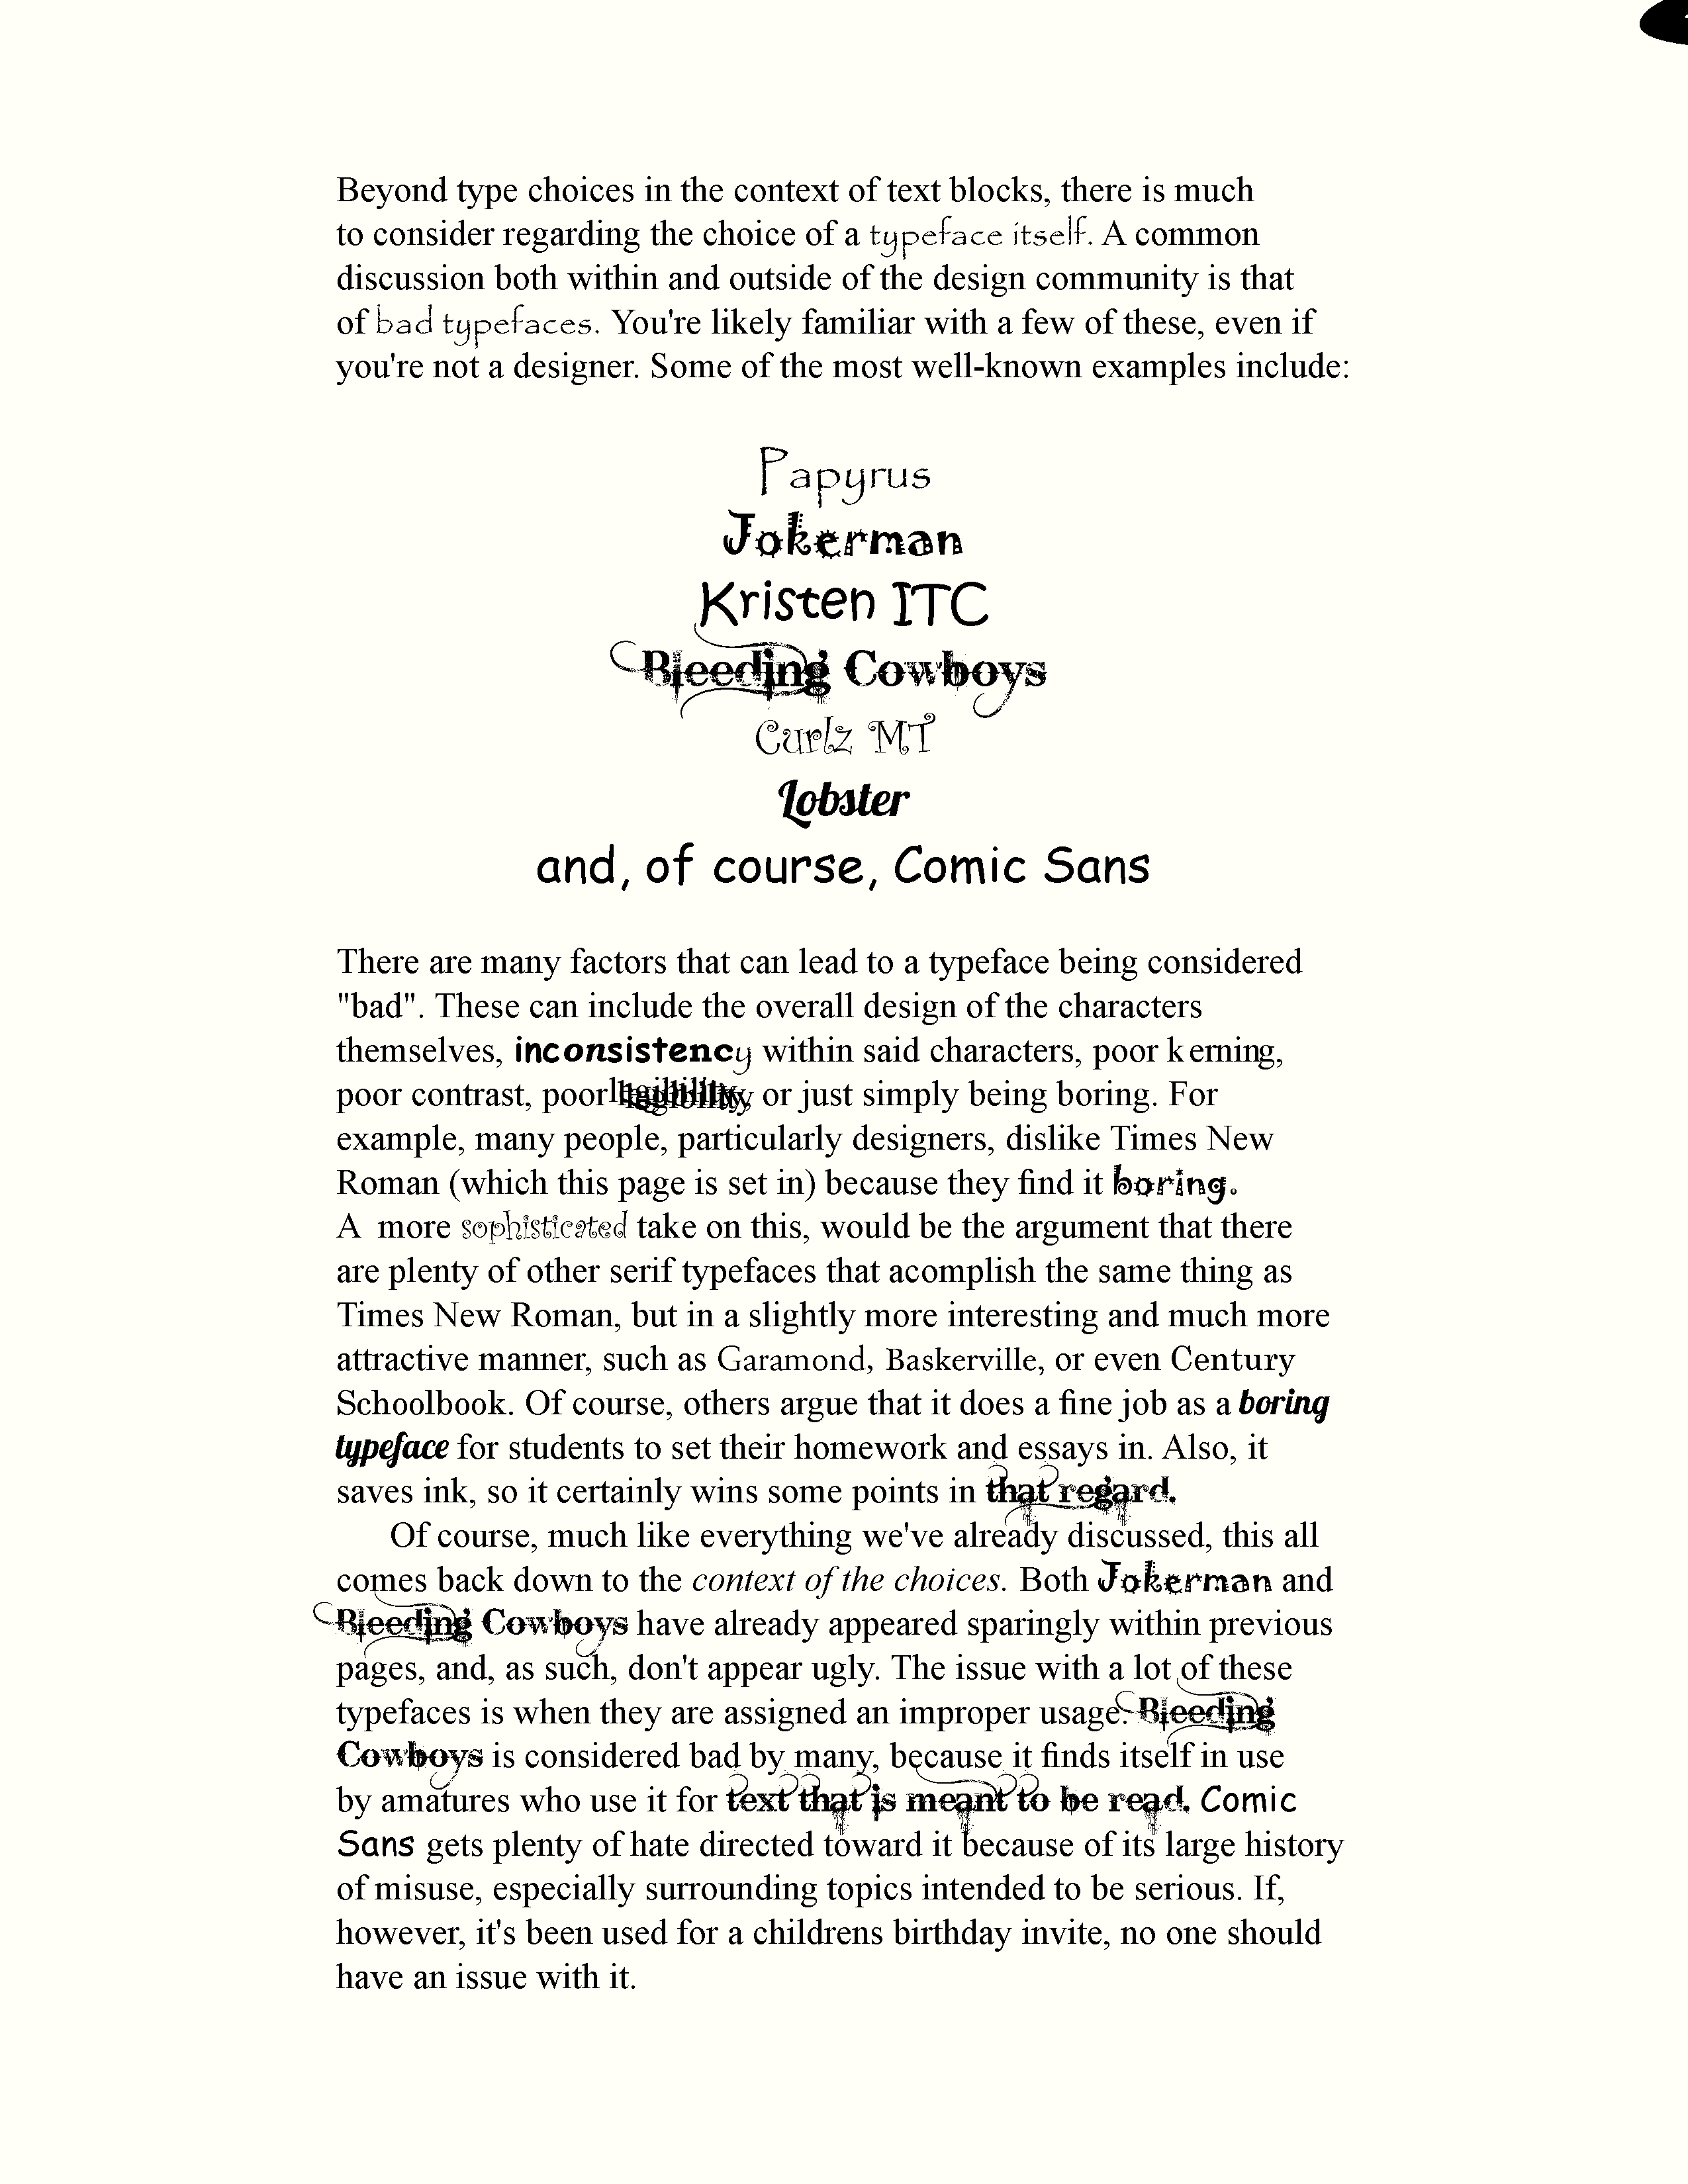 Beyond type choices in the context of text blocks, there is much
to consider regarding the choice of a typeface itself. A common
discussion both within and outside of the design community is that
of bad typefaces. You're likely familiar with a few of these, even if
you're not a designer. Some of the most well-known examples include:
Papyrus
Jokerman
Kristen ITC
Bleeding Cowboys
Curlz MT
Lobster
and, of course, Comic Sans
There are many factors that can lead to a typeface being considered
"bad". These can include the overall design of the characters
themselves, inconsistency within said characters, poor k erning,
poor contrast, poor legibility, or just simply being boring. For
example, many people, particularly designers, dislike Times New
Roman (which this page is set in) because they find it boring.
A more sophisticated take on this, would be the argument that there
are plenty of other serif typefaces that acomplish the same thing as
Times New Roman, but in a slightly more interesting and much more
attractive manner, such as Garamond, Baskerville, or even Century
Schoolbook. Of course, others argue that it does a fine job as a boring
typeface for students to set their homework and essays in. Also, it
saves ink, so it certainly wins some points in that regard.
Of course, much like everything we've already discussed, this all
comes back down to the context of the choices. Both Jokerman and
Bleeding Cowboys have already appeared sparingly within previous
pages, and, as such, don't appear ugly. The issue with a lot of these
typefaces is when they are assigned an improper usage. Bleeding
Cowboys is considered bad by many, because it finds itself in use
by amatures who use it for text that is meant to be read. Comic
Sans gets plenty of hate directed toward it because of its large history
of misuse, especially surrounding topics intended to be serious. If,
however, it's been used for a childrens birthday invite, no one should
have an issue with it.